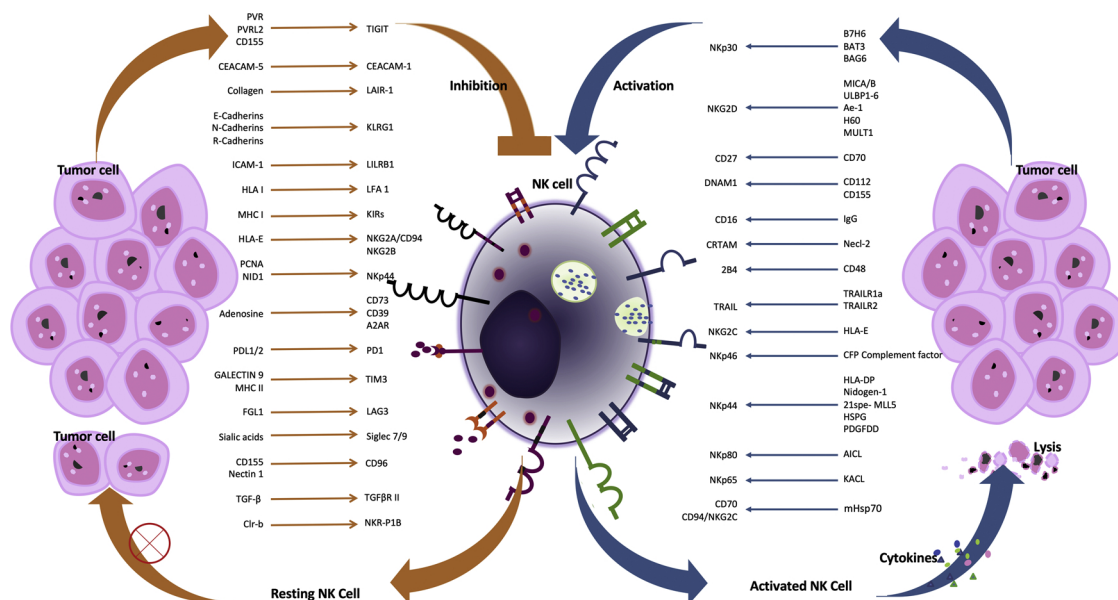 PVR
PVRL2
CD155
TIGIT
CEACAM-5
CEACAM-1
Collagen
LAIR-1
E-Cadherins
N-Cadherins
R-Cadherins
KLRG1
ICAM-1
LILRB1
HLA I
LFA 1
MHC I
KIRs
HLA-E
NKG2A/CD94
NKG2B
PCNA
NID1
NKp44
Adenosine
CD73
CD39
A2AR
PDL1/2
PD1
GALECTIN 9
MHC II
TIM3
FGL1
LAG3
Sialic acids
Siglec 7/9
CD155
Nectin 1
CD96
TGF-β
TGFβR II
Clr-b
NKR-P1B
Tumor cell
Tumor cell
Inhibition
Activation
NK cell
Resting NK Cell
Activated NK Cell
NKp30
B7H6
BAT3
BAG6
NKG2D
MICA/B
ULBP1-6
Ae-1
H60
MULT1
CD27
CD70
DNAM1
CD112
CD155
CD16
IgG
CRTAM
Necl-2
2B4
CD48
TRAIL
TRAILR1a
TRAILR2
NKG2C
HLA-E
NKp46
CFP Complement factor
NKp44
HLA-DP
Nidogen-1
21spe- MLL5
HSPG
PDGFDD
NKp80
AICL
NKp65
KACL
CD70
CD94/NKG2C
mHsp70
Tumor cell
Lysis
Cytokines